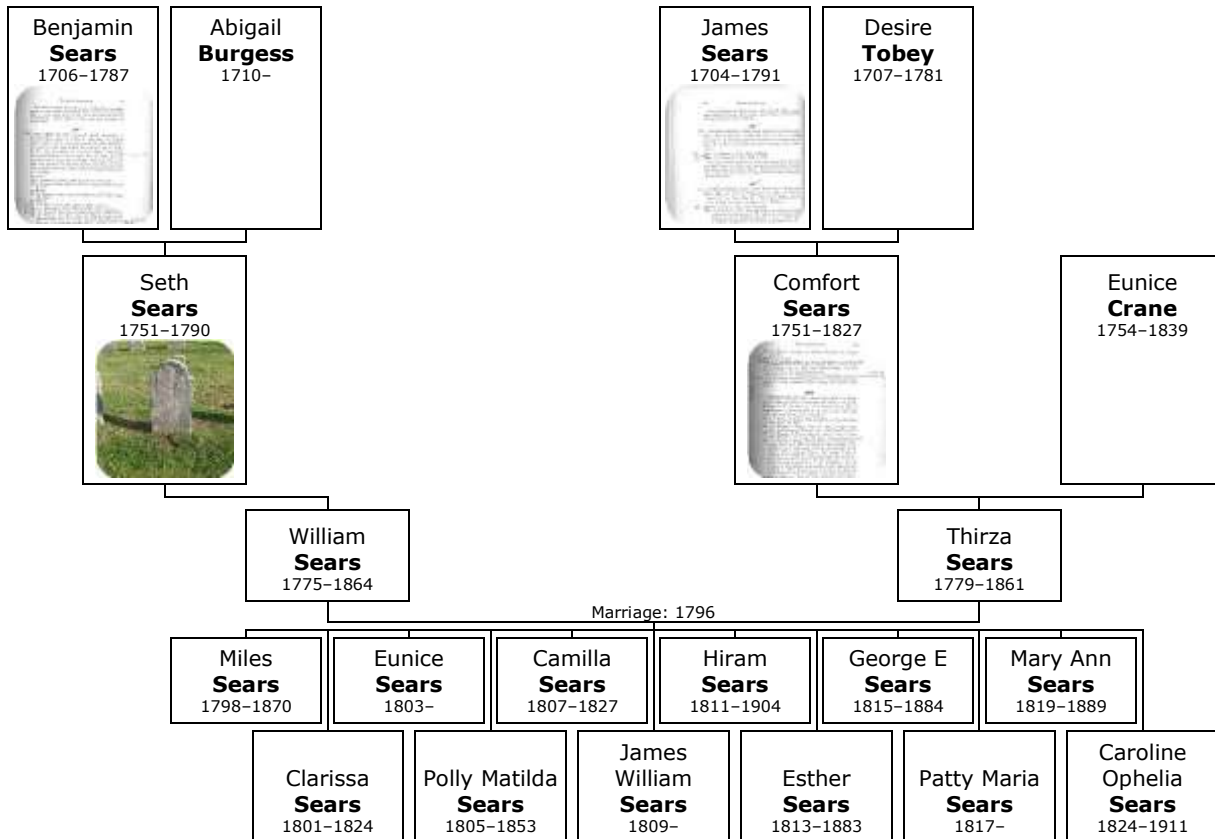 Benjamin
Sears
1706–1787
Abigail
Burgess
1710–
James
Sears
1704–1791
Desire
Tobey
1707–1781
Seth
Sears
1751–1790
Comfort
Sears
1751–1827
Eunice
Crane
1754–1839
William
Sears
1775–1864
Thirza
Sears
1779–1861
Marriage: 1796
Miles
Sears
1798–1870
Eunice
Sears
1803–
Camilla
Sears
1807–1827
Hiram
Sears
1811–1904
George E
Sears
1815–1884
Mary Ann
Sears
1819–1889
Clarissa
Sears
1801–1824
Polly Matilda
Sears
1805–1853
James
William
Sears
1809–
Esther
Sears
1813–1883
Patty Maria
Sears
1817–
Caroline
Ophelia
Sears
1824–1911